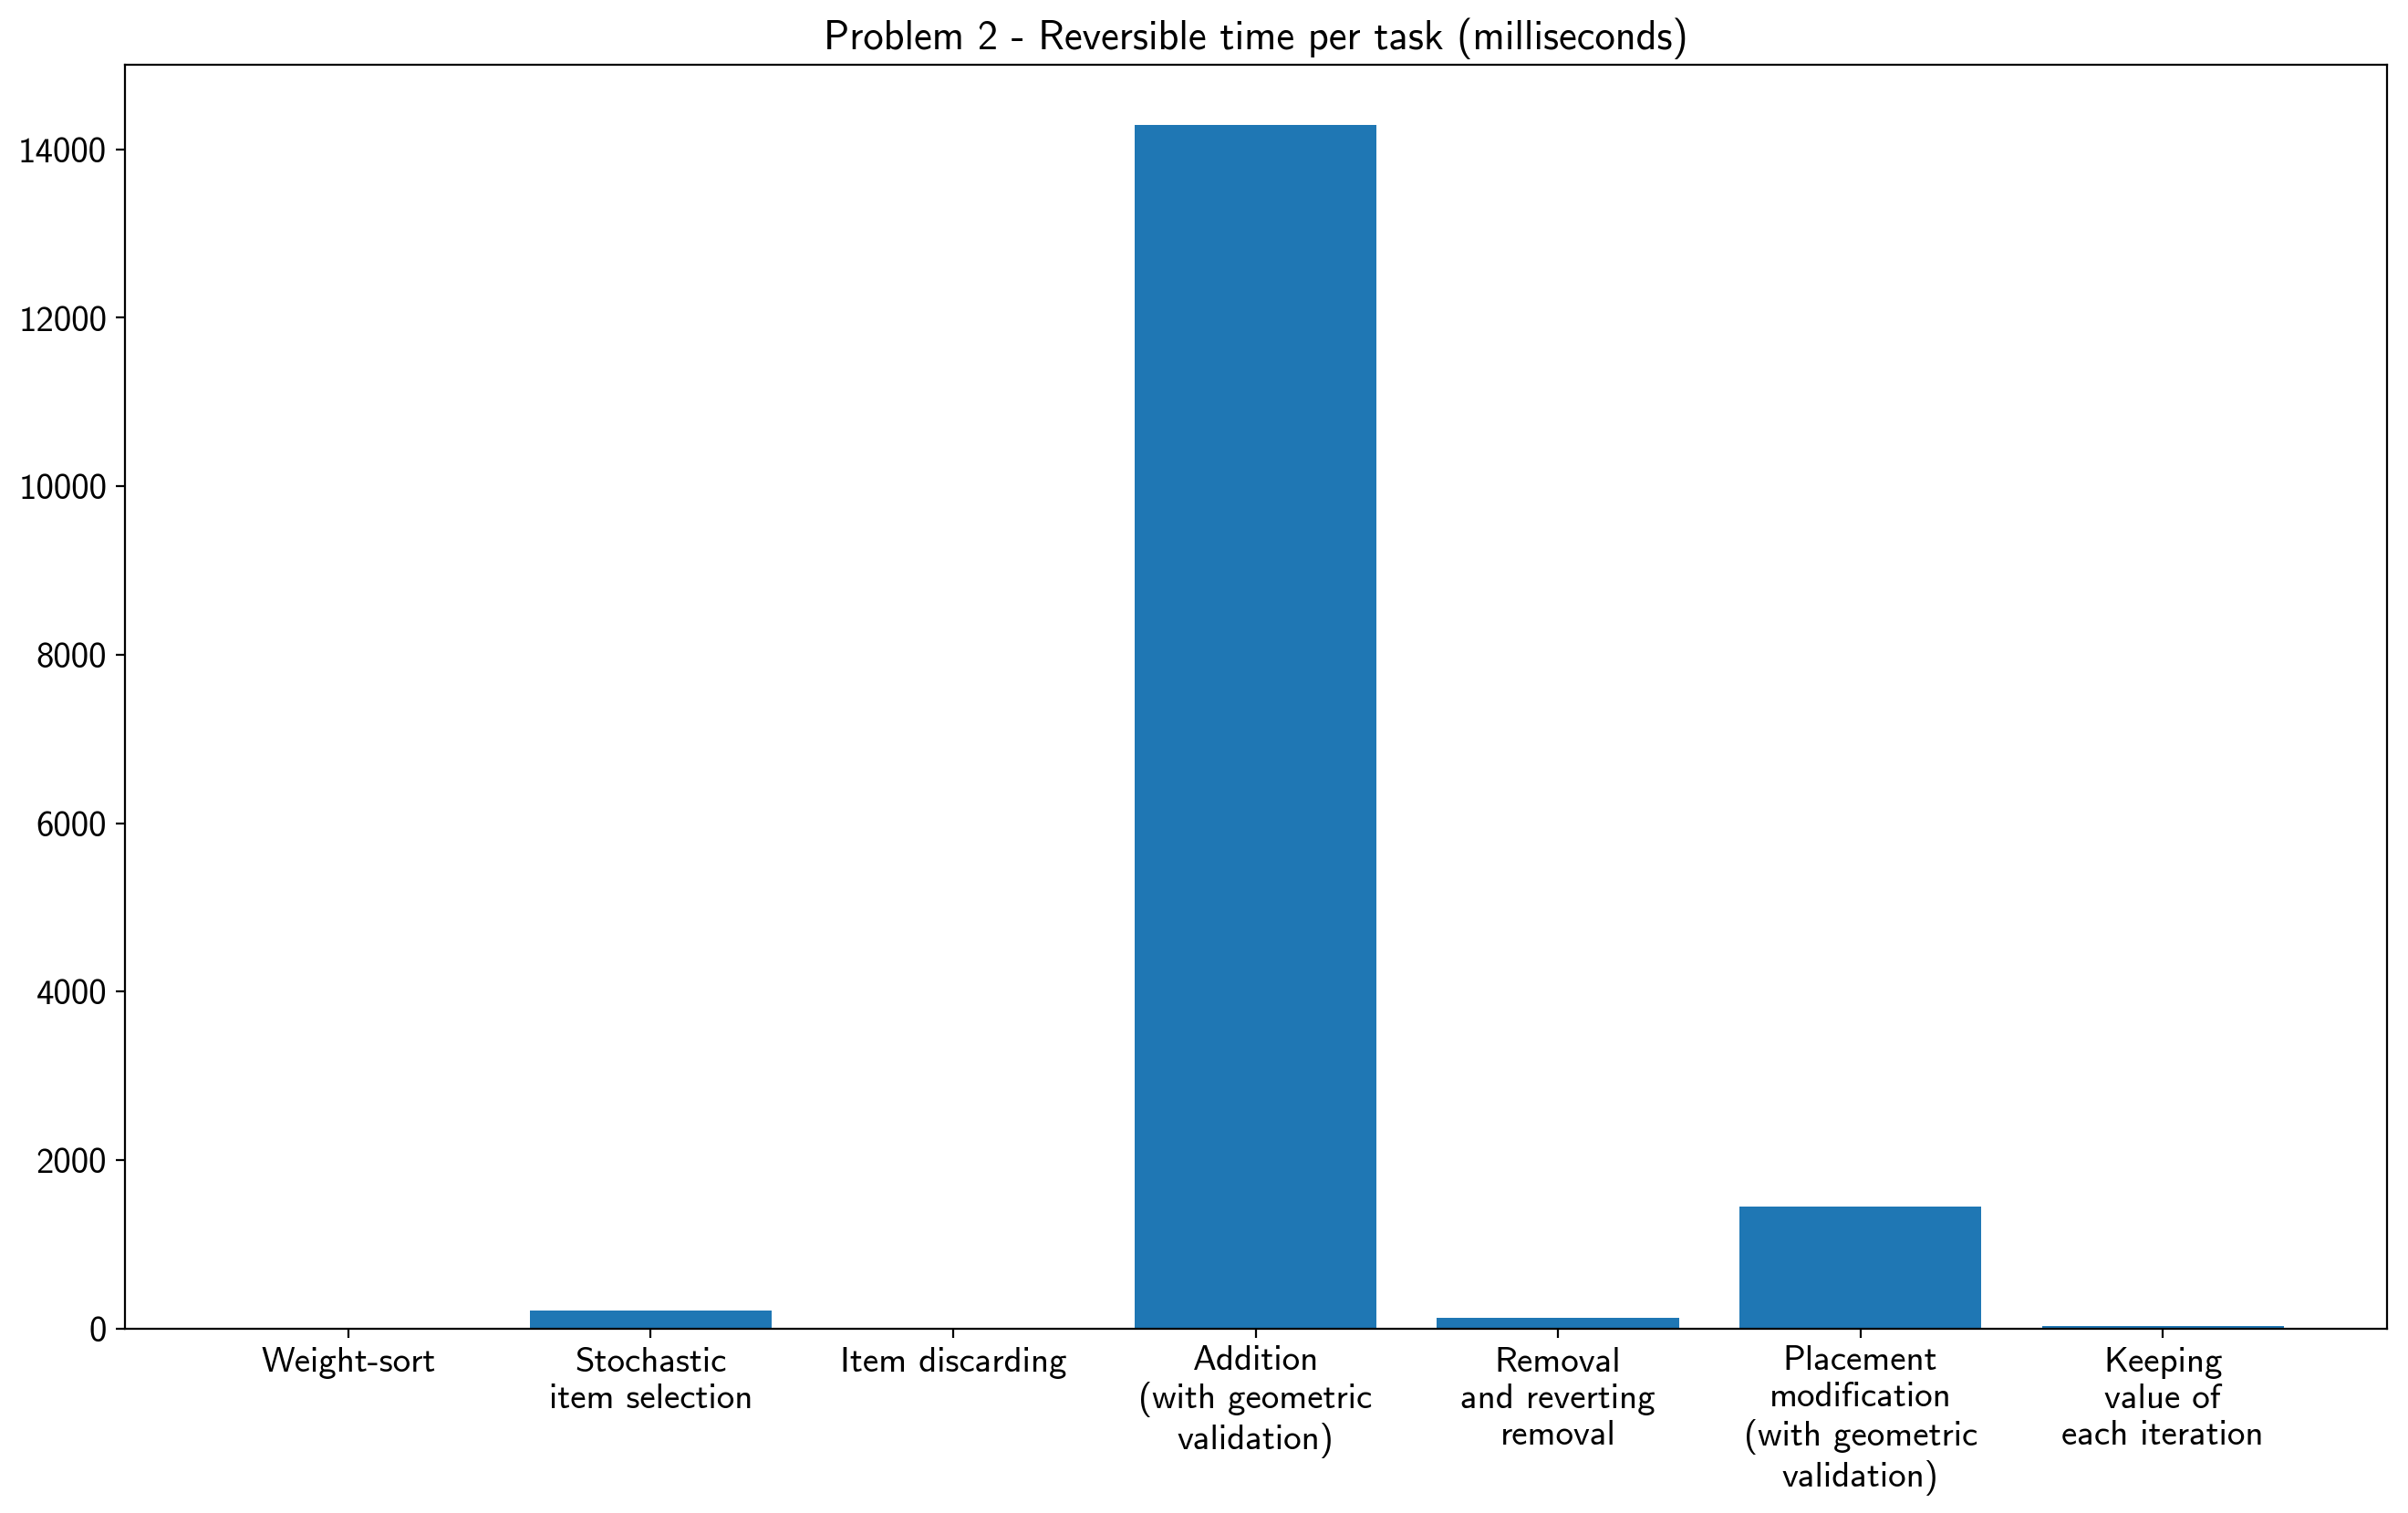 Problem 2 - Reversible time per task (milliseconds)
14000
12000
10000
8000
6000
4000
2000
0
Weight-sort
Stochastic
item selection
Item discarding
Addition
(with geometric
validation)
Removal
and reverting
removal
Placement
modification
(with geometric
validation)
Keeping
value of
each iteration